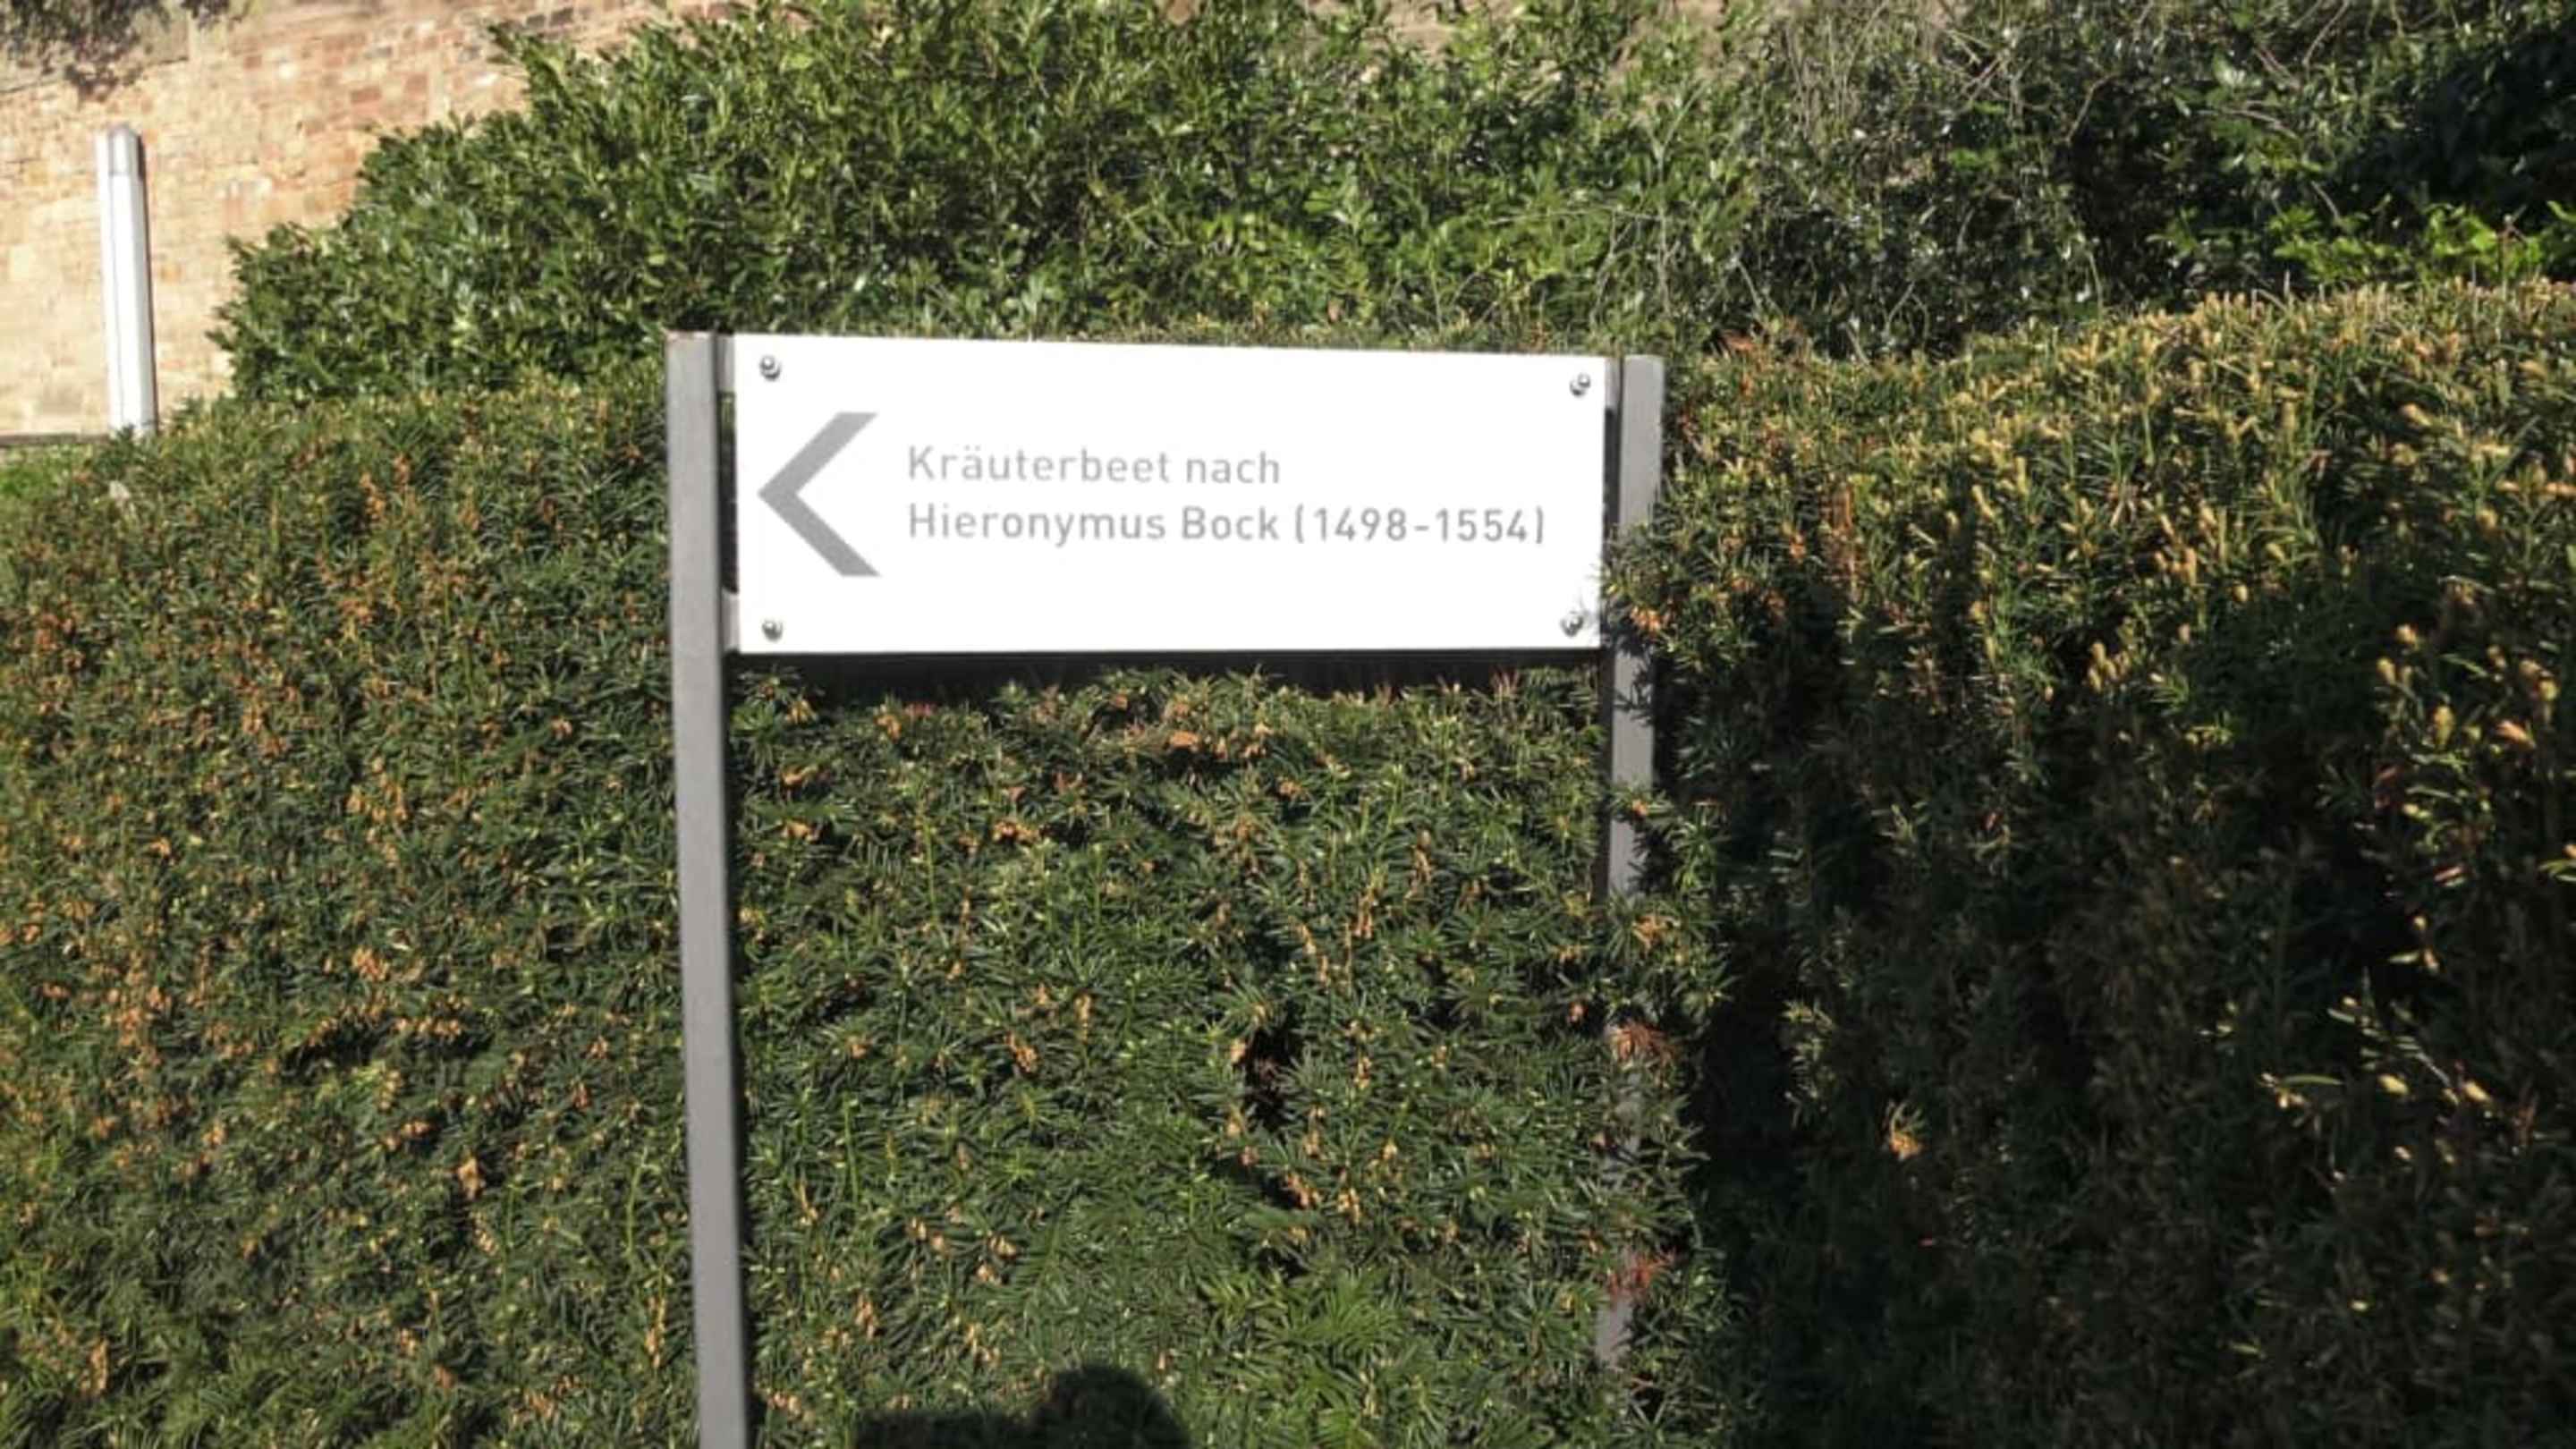 Kräuterbeet nach
Hieronymus Bock (1498-1554)